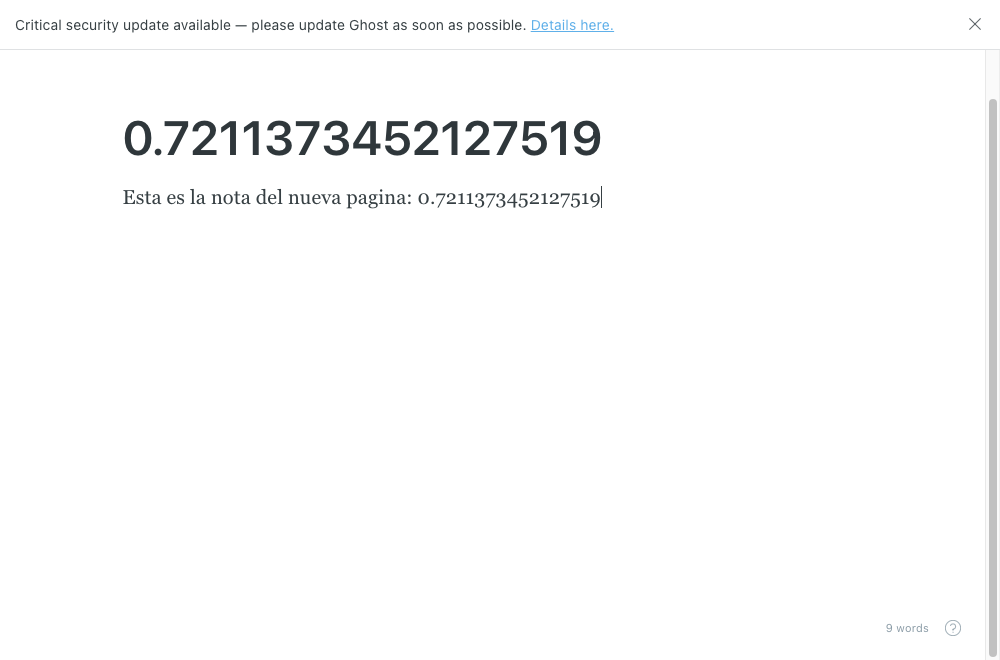 Critical security update available — please update Ghost as soon as possible. Details here.
0.7211373452127519
Esta es la nota del nueva pagina: 0.7211373452127519
9 words
?